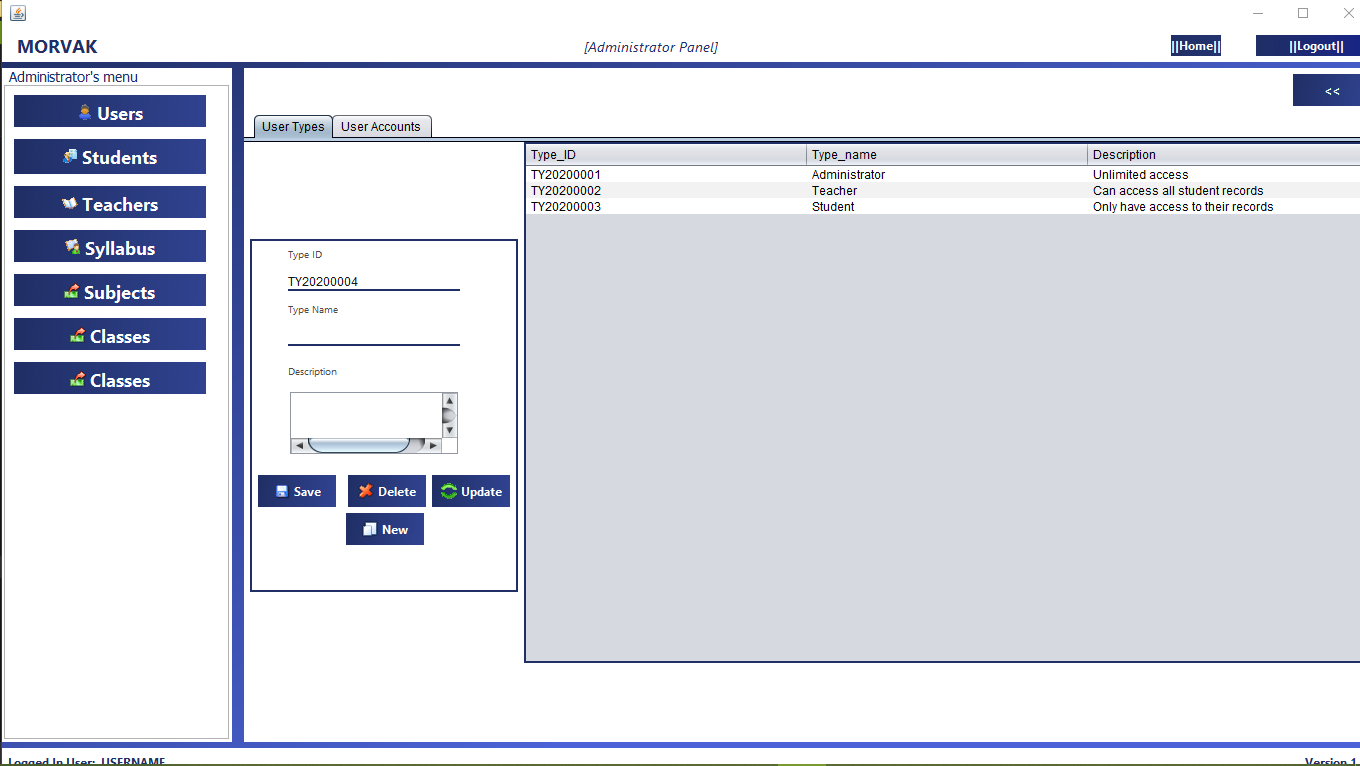 MORVAK
[Administrator Panel]
||Home||
||Logout||
Administrator's menu
Users
Students
Teachers
Syllabus
Subjects
Classes
Classes
<<
User Types
User Accounts
Type ID
TY20200004
Type Name
Description
Save
Delete
Update
New
Type_ID Type_name Description
TY20200001 Administrator Unlimited access
TY20200002 Teacher Can access all student records
TY20200003 Student Only have access to their records
Logged In User: USERNAME
Version 1